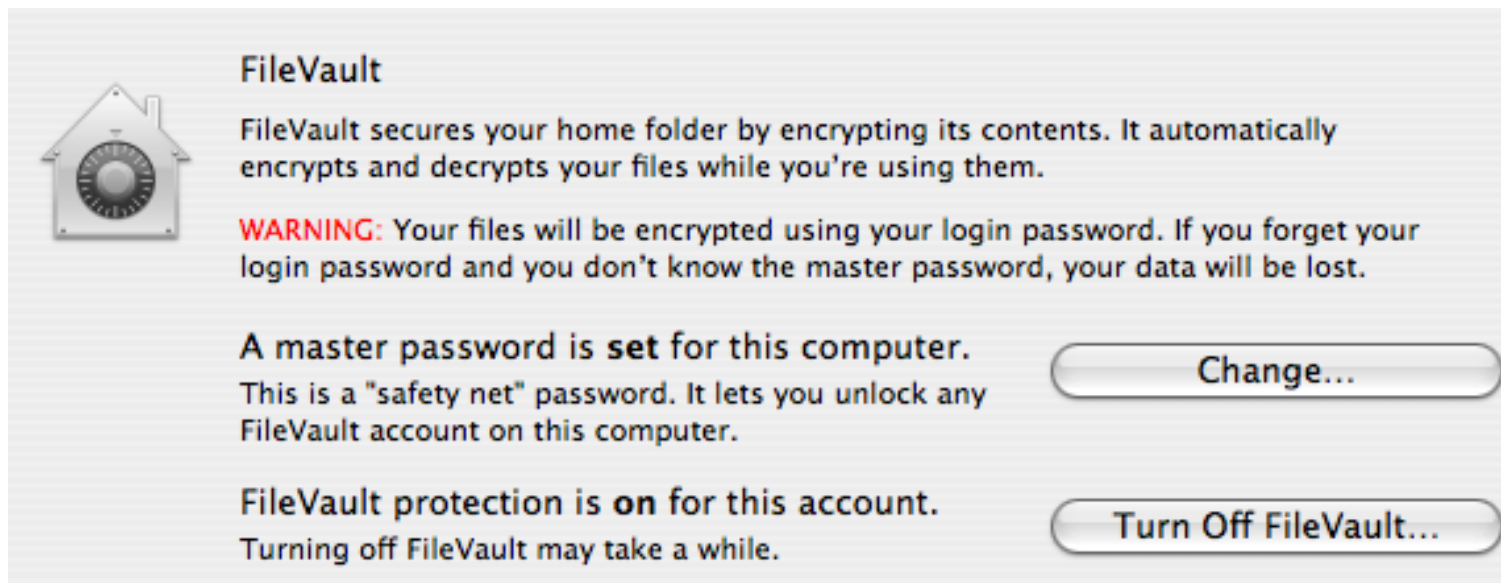 FileVault
FileVault secures your home folder by encrypting its contents. It automatically
encrypts and decrypts your files while you’re using them.
WARNING: Your files will be encrypted using your login password. If you forget your
login password and you don’t know the master password, your data will be lost.
A master password is set for this computer.
Change...
This is a "safety net" password. It lets you unlock any
FileVault account on this computer.
FileVault protection is on for this account.
Turn Off FileVault...
Turning off FileVault may take a while.